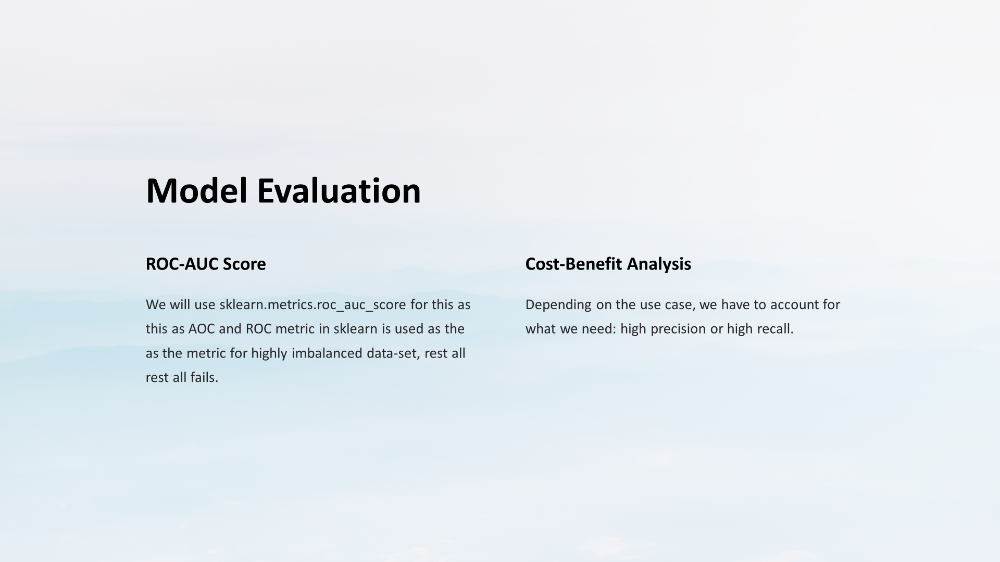 Model Evaluation
ROC-AUC Score
We will use sklearn.metrics.roc_auc_score for this as
this as AOC and ROC metric in sklearn is used as the
as the metric for highly imbalanced data-set, rest all
rest all fails.
Cost-Benefit Analysis
Depending on the use case, we have to account for
what we need: high precision or high recall.